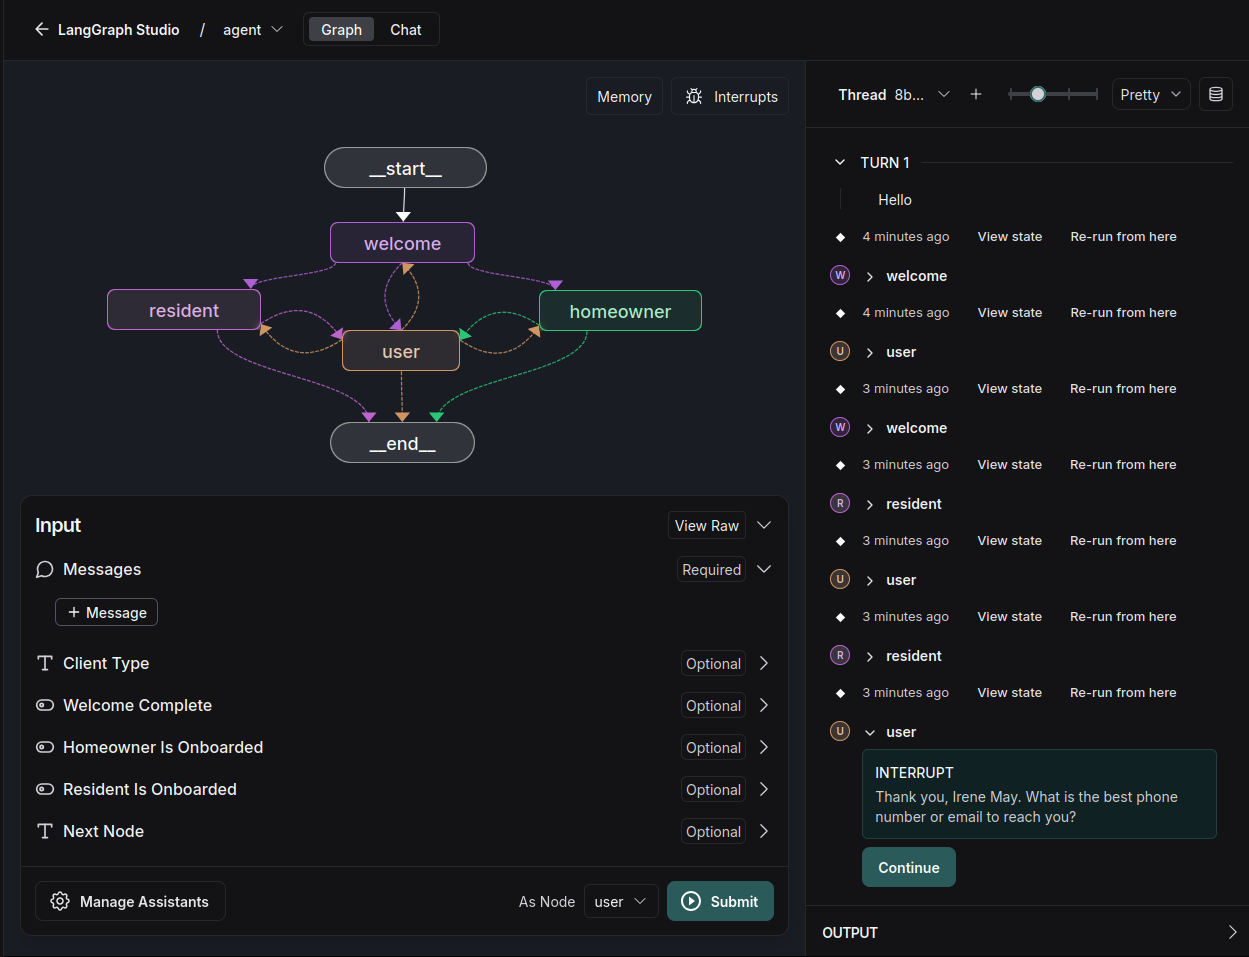 LangGraph Studio / agent Graph Chat
Memory Interrupts
__start__
welcome
resident
homeowner
user
__end__
Input View Raw
Messages Required
+ Message
Client Type Optional
Welcome Complete Optional
Homeowner Is Onboarded Optional
Resident Is Onboarded Optional
Next Node Optional
Manage Assistants As Node user Submit
Thread 8b... + Pretty
TURN 1
Hello
4 minutes ago View state Re-run from here
W welcome
4 minutes ago View state Re-run from here
U user
3 minutes ago View state Re-run from here
W welcome
3 minutes ago View state Re-run from here
R resident
3 minutes ago View state Re-run from here
U user
3 minutes ago View state Re-run from here
R resident
3 minutes ago View state Re-run from here
U user
INTERRUPT
Thank you, Irene May. What is the best phone
number or email to reach you?
Continue
OUTPUT